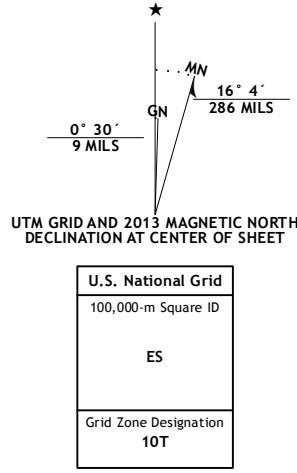 ★
MN
GN
16° 4´
286 MILS
0° 30´
9 MILS
UTM GRID AND 2013 MAGNETIC NORTH
DECLINATION AT CENTER OF SHEET
U.S. National Grid
100,000-m Square ID
ES
Grid Zone Designation
10T